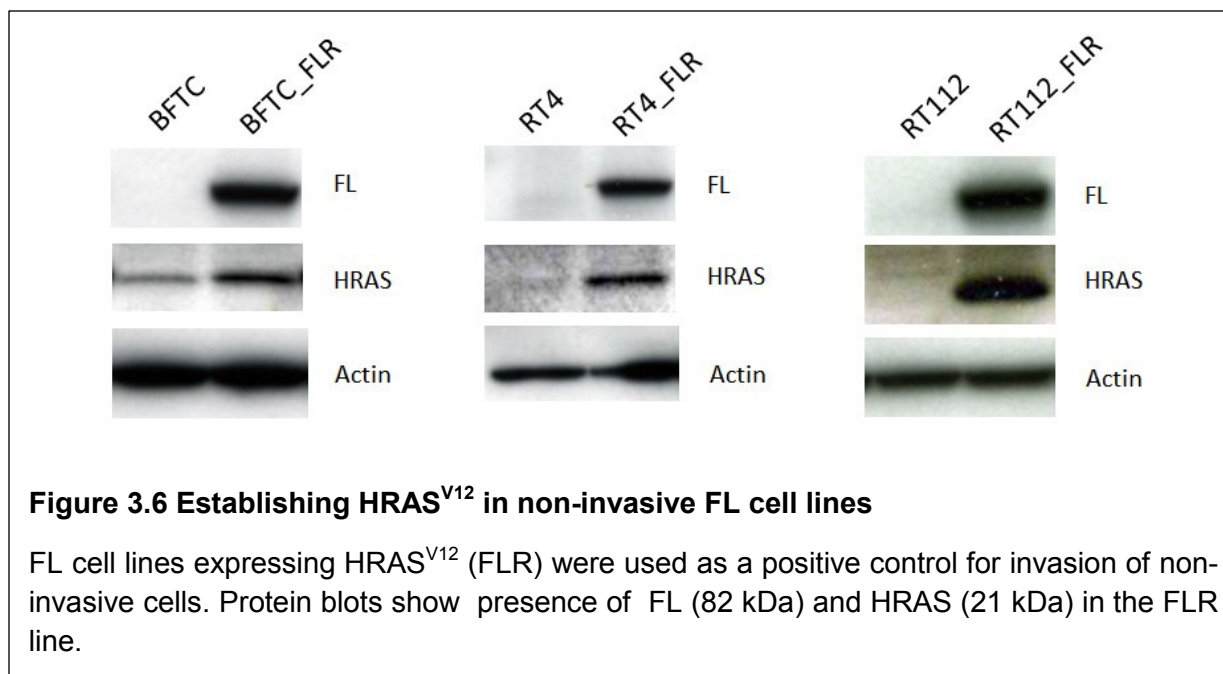 BFTC BFTC_FLR
FL
HRAS
Actin
RT4 RT4_FLR
FL
HRAS
Actin
RT112 RT112_FLR
FL
HRAS
Actin
Figure 3.6 Establishing HRASV12 in non-invasive FL cell lines
FL cell lines expressing HRASV12 (FLR) were used as a positive control for invasion of non-
invasive cells. Protein blots show presence of FL (82 kDa) and HRAS (21 kDa) in the FLR
line.